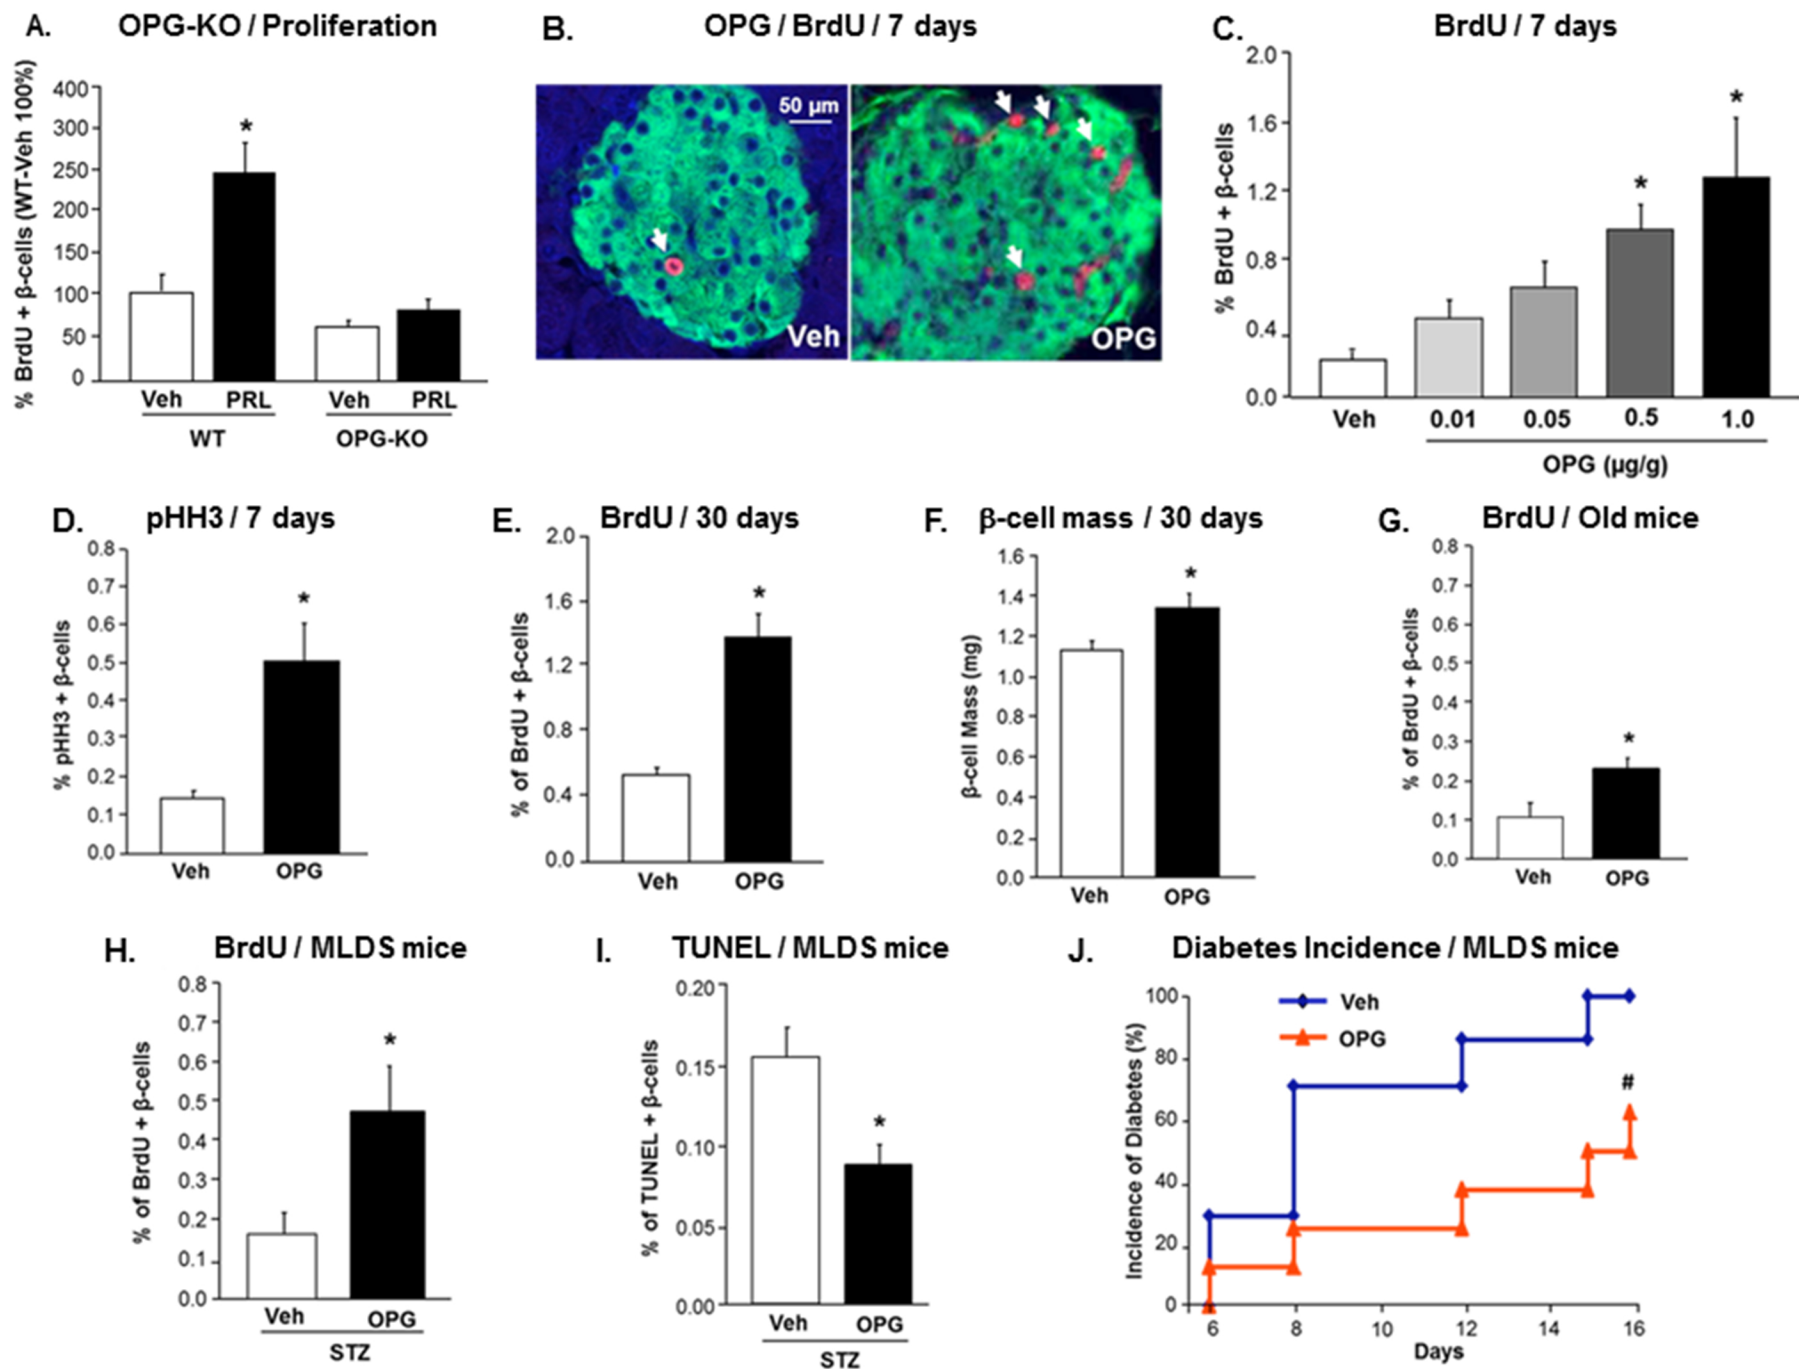 A. OPG-KO / Proliferation
% BrdU + β-cells (WT-Veh 100%)
400
300
250
200
150
100
50
0
*
Veh PRL Veh PRL
WT OPG-KO
B. OPG / BrdU / 7 days
50 µm
Veh
OPG
C. BrdU / 7 days
% BrdU + β-cells
2.0
1.6
1.2
0.8
0.4
0.0
*
*
Veh 0.01 0.05 0.5 1.0
OPG (µg/g)
D. pHH3 / 7 days
% pHH3 + β-cells
0.8
0.7
0.6
0.5
0.4
0.3
0.2
0.1
0.0
*
Veh OPG
E. BrdU / 30 days
% of BrdU + β-cells
2.0
1.6
1.2
0.8
0.4
0.0
*
Veh OPG
F. β-cell mass / 30 days
β-cell Mass (mg)
1.6
1.4
1.2
1.0
0.8
0.6
0.4
0.2
0.0
*
Veh OPG
G. BrdU / Old mice
% of BrdU + β-cells
0.8
0.7
0.6
0.5
0.4
0.3
0.2
0.1
0.0
*
Veh OPG
H. BrdU / MLDS mice
% of BrdU + β-cells
0.8
0.7
0.6
0.5
0.4
0.3
0.2
0.1
0.0
*
Veh OPG
STZ
I. TUNEL / MLDS mice
% of TUNEL + β-cells
0.20
0.15
0.10
0.05
0.00
*
Veh OPG
STZ
J. Diabetes Incidence / MLDS mice
Incidence of Diabetes (%)
100
80
60
40
20
0
Veh
OPG
#
6 8 10 12 14 16
Days